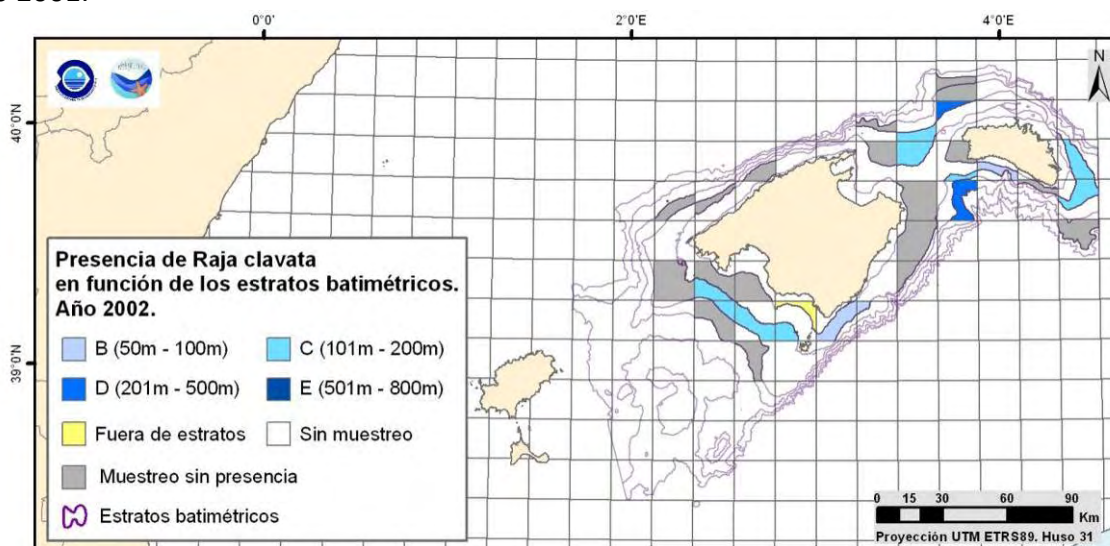 0°0'
2°0'E
4°0'E
N
40°0'N
39°0'N
Presencia de Raja clavata
en función de los estratos batimétricos.
Año 2002.
B (50m - 100m)
C (101m - 200m)
D (201m - 500m)
E (501m - 800m)
Fuera de estratos
Sin muestreo
Muestreo sin presencia
Estratos batimétricos
0 15 30 60 90
Km
Proyección UTM ETRS89. Huso 31